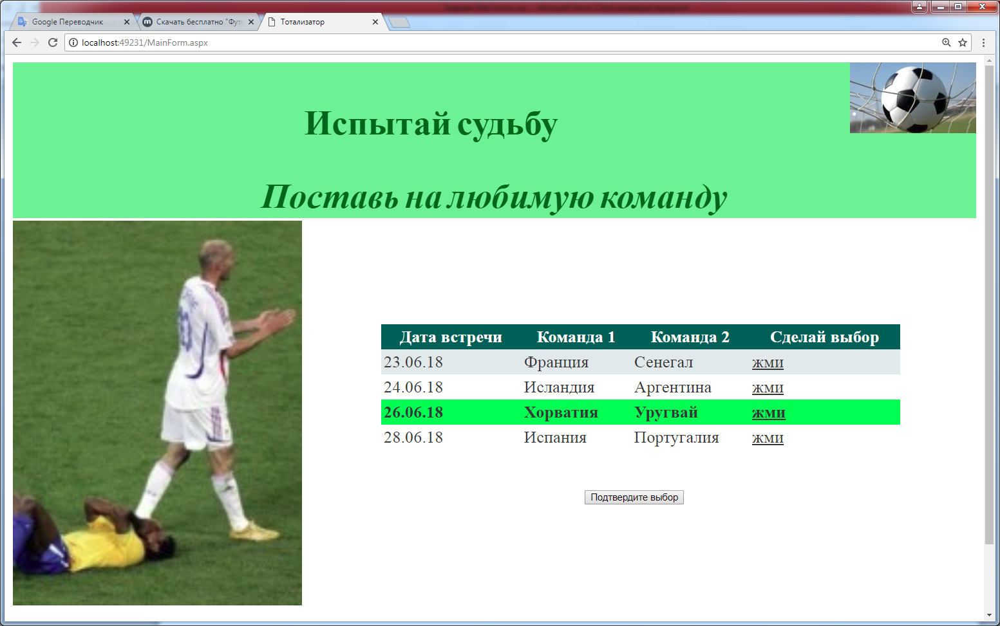 Google Переводчик
Скачать бесплатно "Фут
Тотализатор
localhost:49231/MainForm.aspx
Испытай судьбу
Поставь на любимую команду
Дата встречи Команда 1 Команда 2 Сделай выбор
23.06.18 Франция Сенегал жми
24.06.18 Исландия Аргентина жми
26.06.18 Хорватия Уругвай жми
28.06.18 Испания Португалия жми
Подтвердите выбор